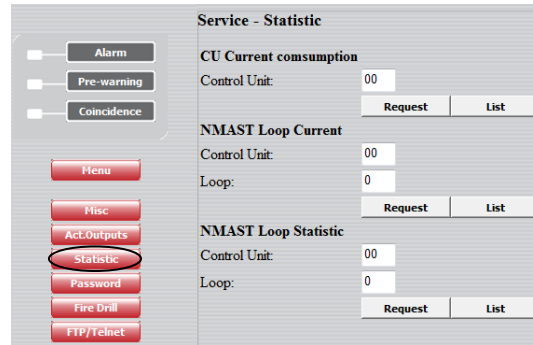 Service - Statistic
Alarm
Pre-warning
Coincidence
Menu
Misc
Act.Outputs
Statistic
Password
Fire Drill
FTP/Telnet
CU Current comsumption
Control Unit: 00
Request List
NMAST Loop Current
Control Unit: 00
Loop: 0
Request List
NMAST Loop Statistic
Control Unit: 00
Loop: 0
Request List